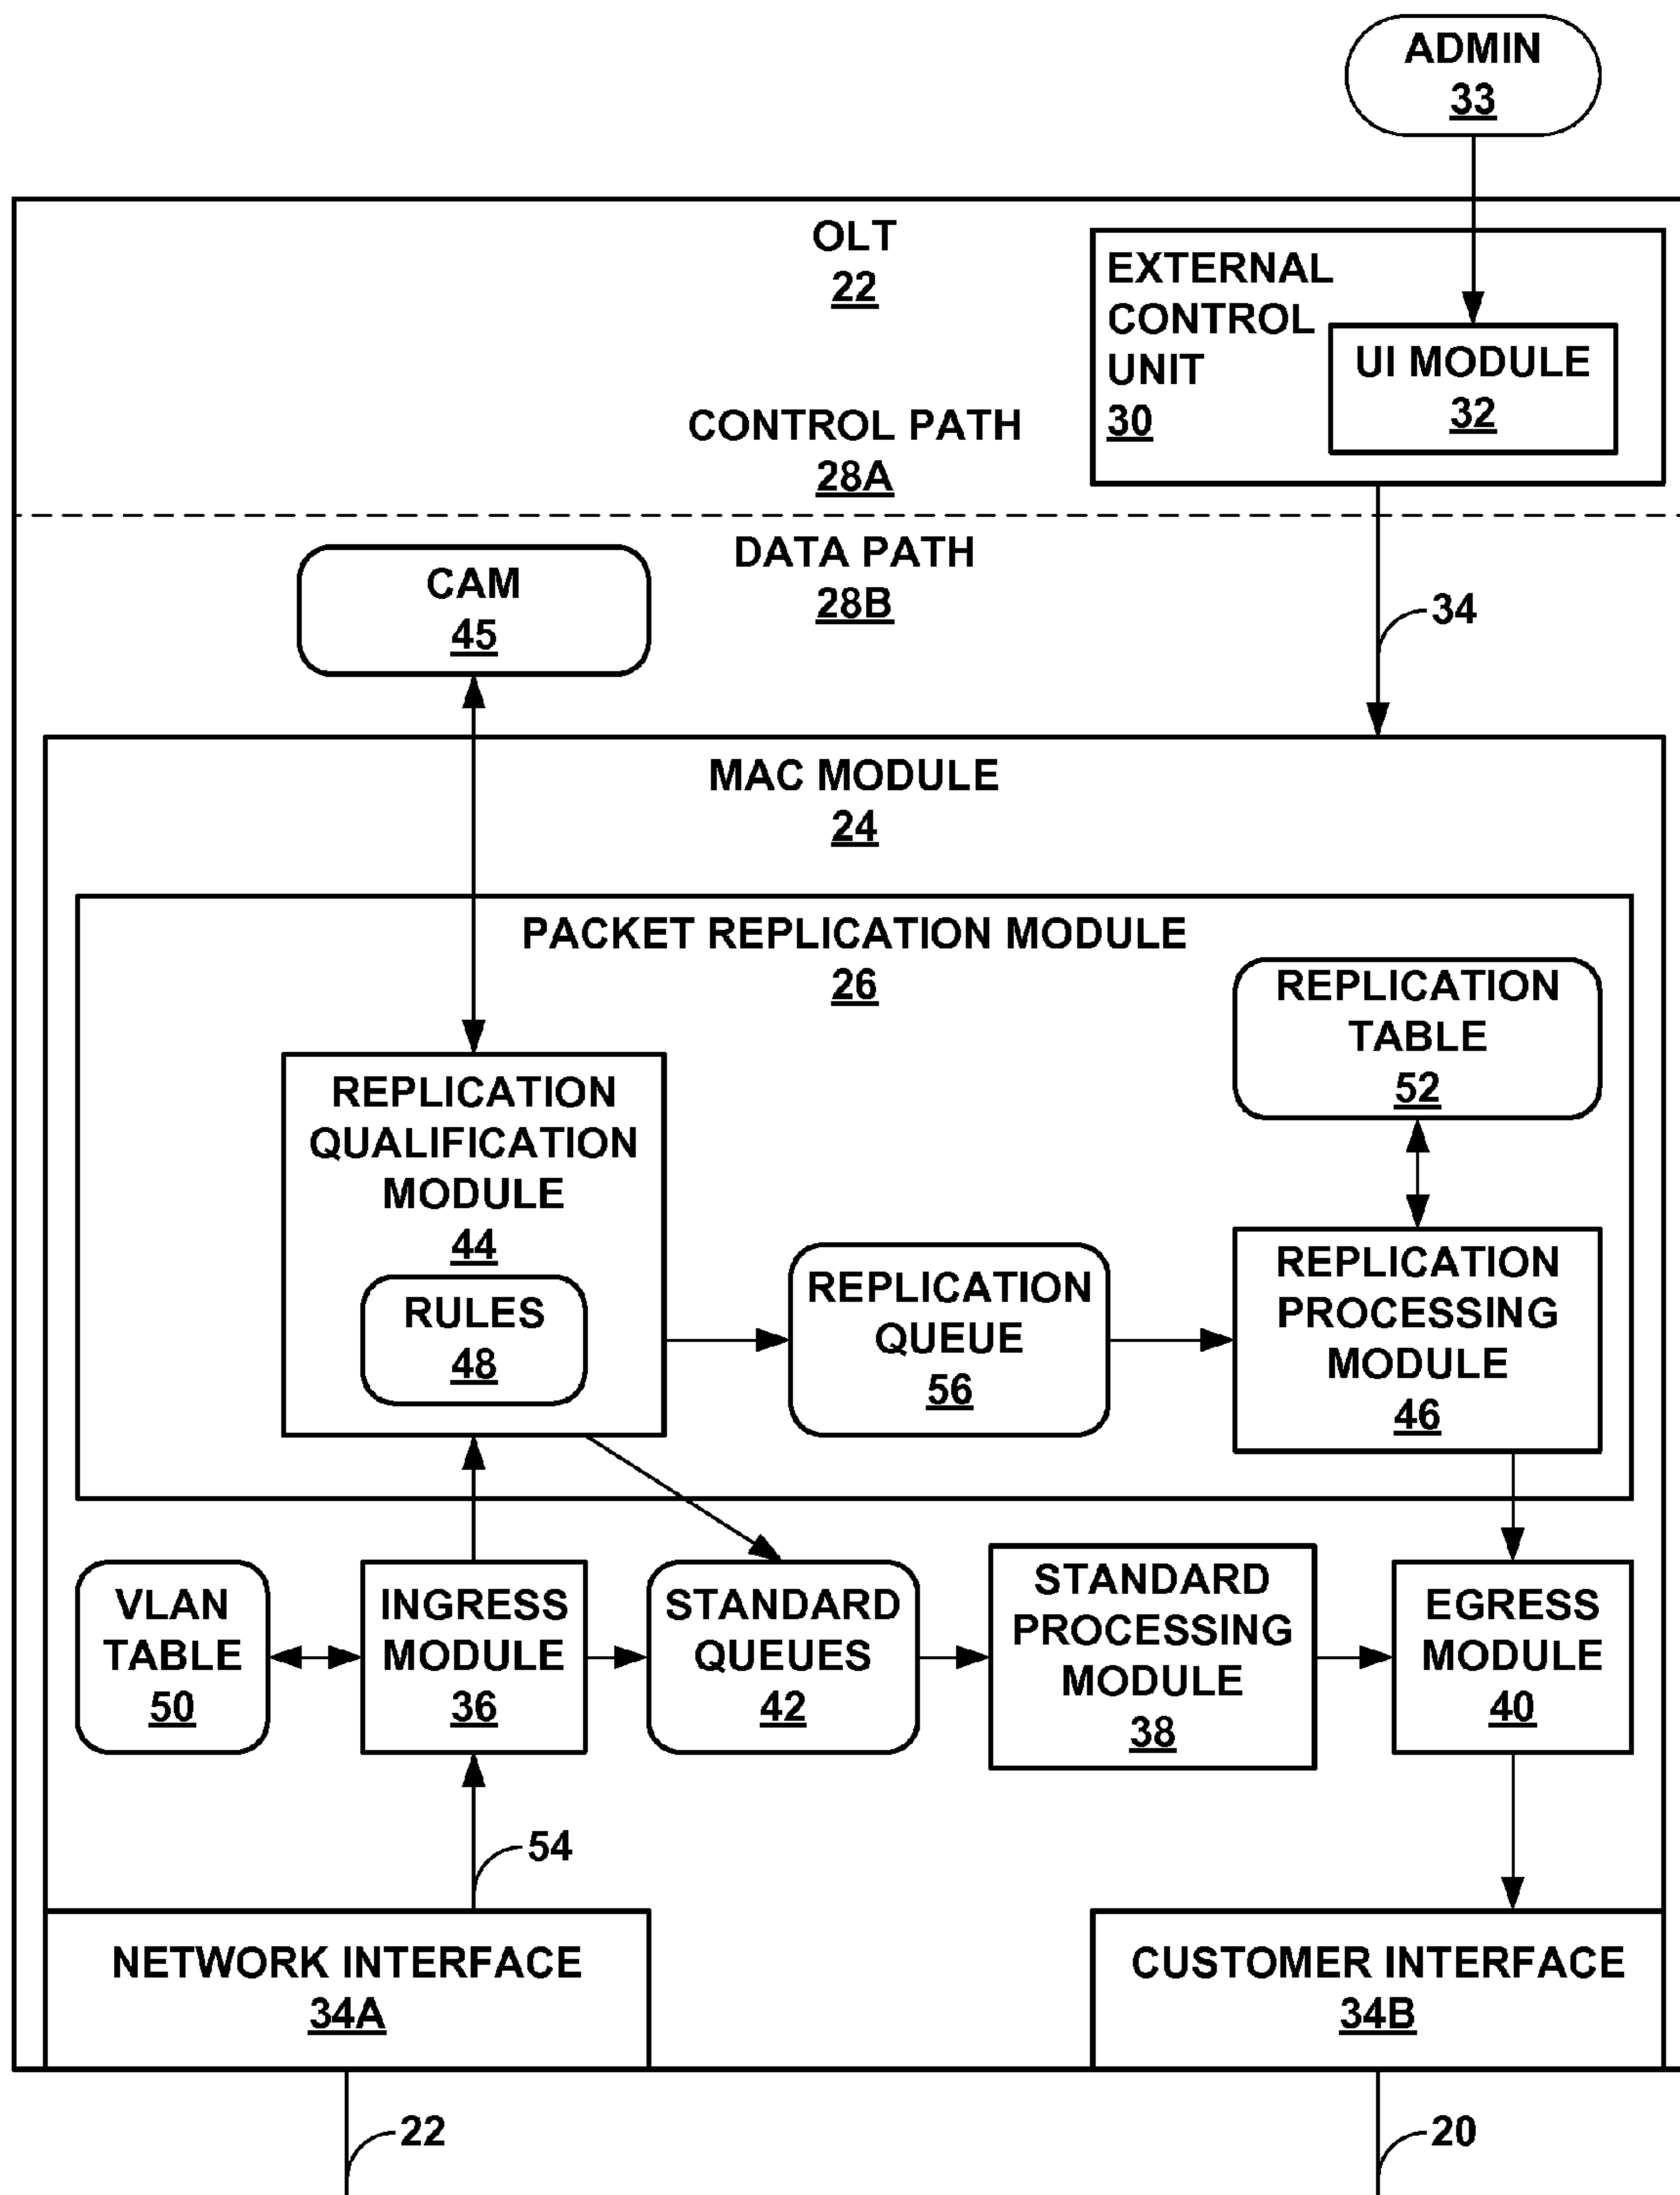 ADMIN
33
OLT
22
EXTERNAL
CONTROL
UNIT
30
UI MODULE
32
CONTROL PATH
28A
DATA PATH
28B
CAM
45
34
MAC MODULE
24
PACKET REPLICATION MODULE
26
REPLICATION
TABLE
52
REPLICATION
QUALIFICATION
MODULE
44
RULES
48
REPLICATION
QUEUE
56
REPLICATION
PROCESSING
MODULE
46
VLAN
TABLE
50
INGRESS
MODULE
36
STANDARD
QUEUES
42
STANDARD
PROCESSING
MODULE
38
EGRESS
MODULE
40
54
NETWORK INTERFACE
34A
CUSTOMER INTERFACE
34B
22
20